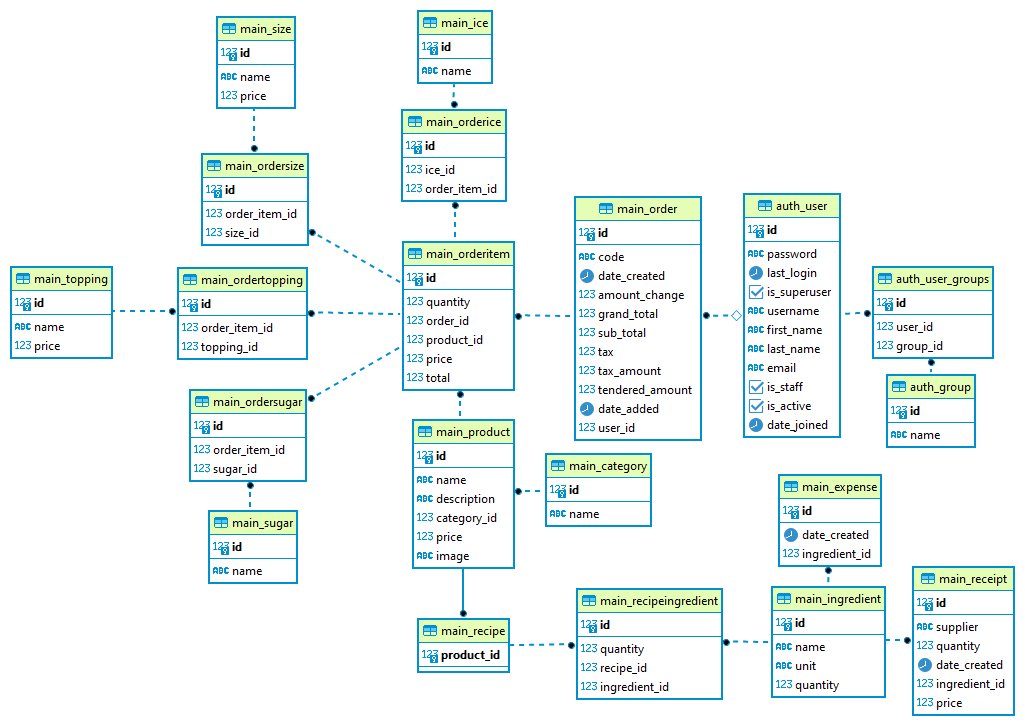 main_size
123 id
ABC name
123 price
main_ice
123 id
ABC name
main_orderice
123 id
123 ice_id
123 order_item_id
main_ordersize
123 id
123 order_item_id
123 size_id
main_order
123 id
ABC code
date_created
123 amount_change
123 grand_total
123 sub_total
123 tax
123 tax_amount
123 tendered_amount
date_added
123 user_id
auth_user
123 id
ABC password
last_login
is_superuser
ABC username
ABC first_name
ABC last_name
ABC email
is_staff
is_active
date_joined
main_orderitem
123 id
123 quantity
123 order_id
123 product_id
123 price
123 total
main_topping
123 id
ABC name
123 price
main_ordertopping
123 id
123 order_item_id
123 topping_id
auth_user_groups
123 id
123 user_id
123 group_id
auth_group
123 id
ABC name
main_ordersugar
123 id
123 order_item_id
123 sugar_id
main_product
123 id
ABC name
ABC description
123 category_id
123 price
ABC image
main_category
123 id
ABC name
main_sugar
123 id
ABC name
main_expense
123 id
date_created
123 ingredient_id
main_recipe
123 product_id
main_recipeingredient
123 id
123 quantity
123 recipe_id
123 ingredient_id
main_ingredient
123 id
ABC name
ABC unit
123 quantity
main_receipt
123 id
ABC supplier
123 quantity
date_created
123 ingredient_id
123 price